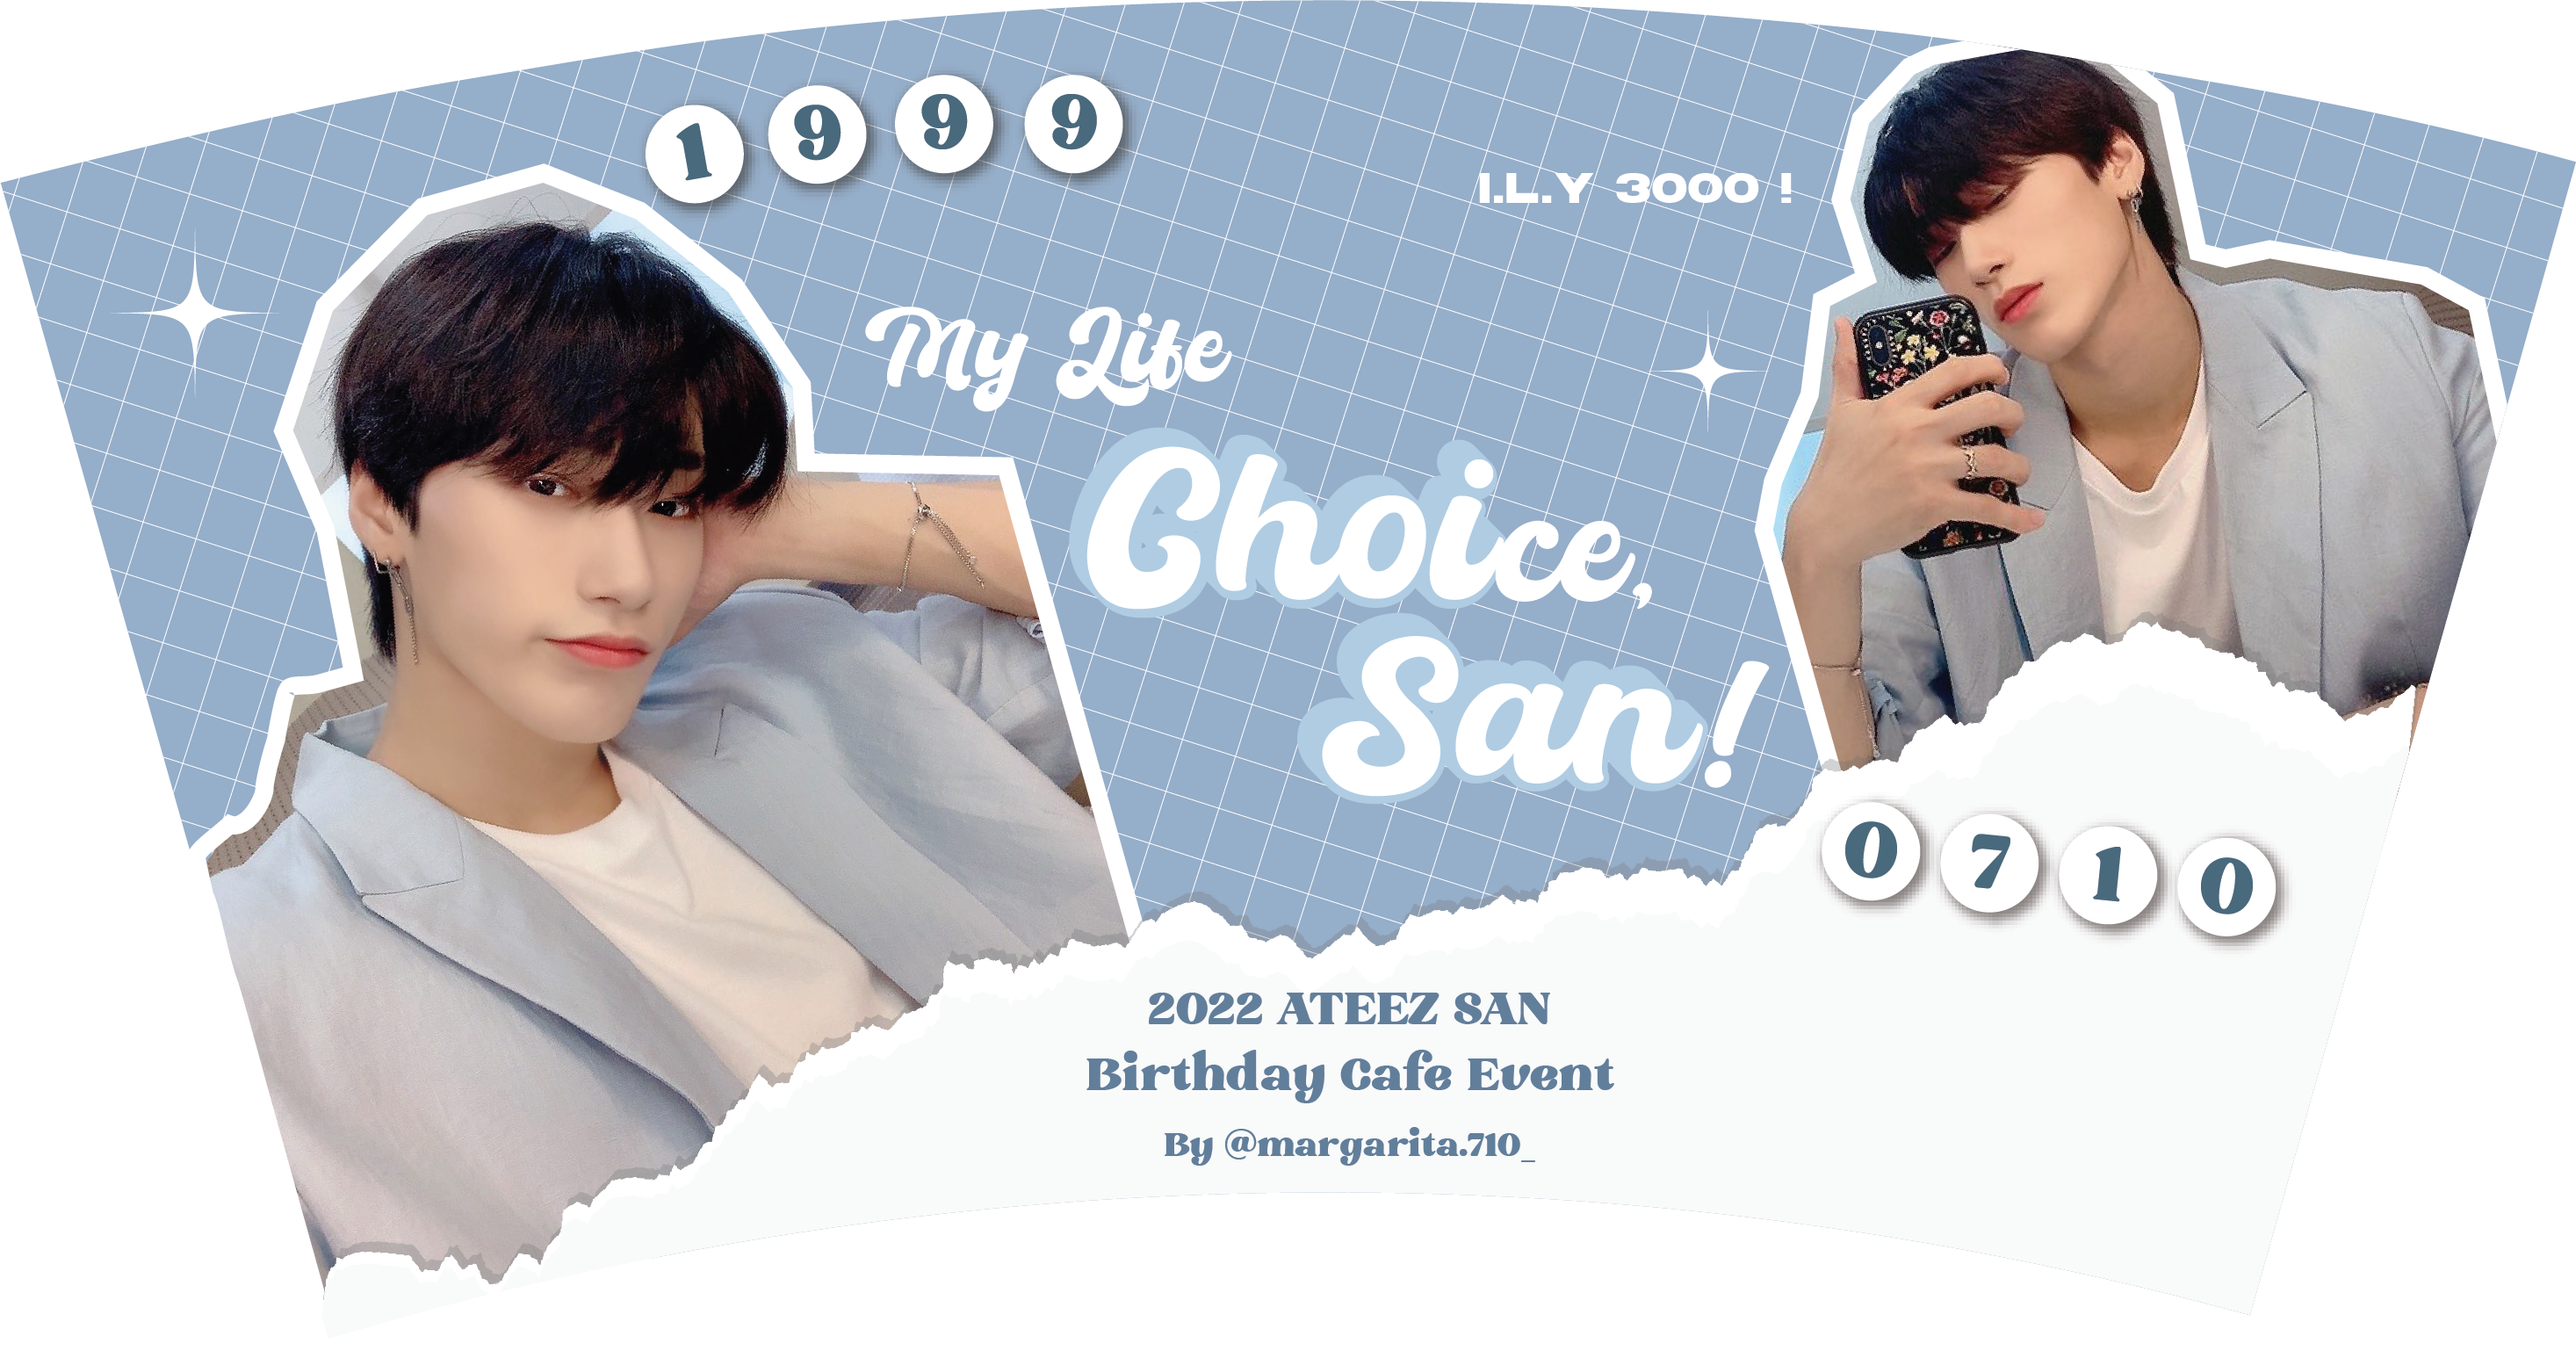 1999
I.L.Y 3000 !
My Life
Choice,
San!
0710
2022 ATEEZ SAN
Birthday Cafe Event
By @margarita.710_